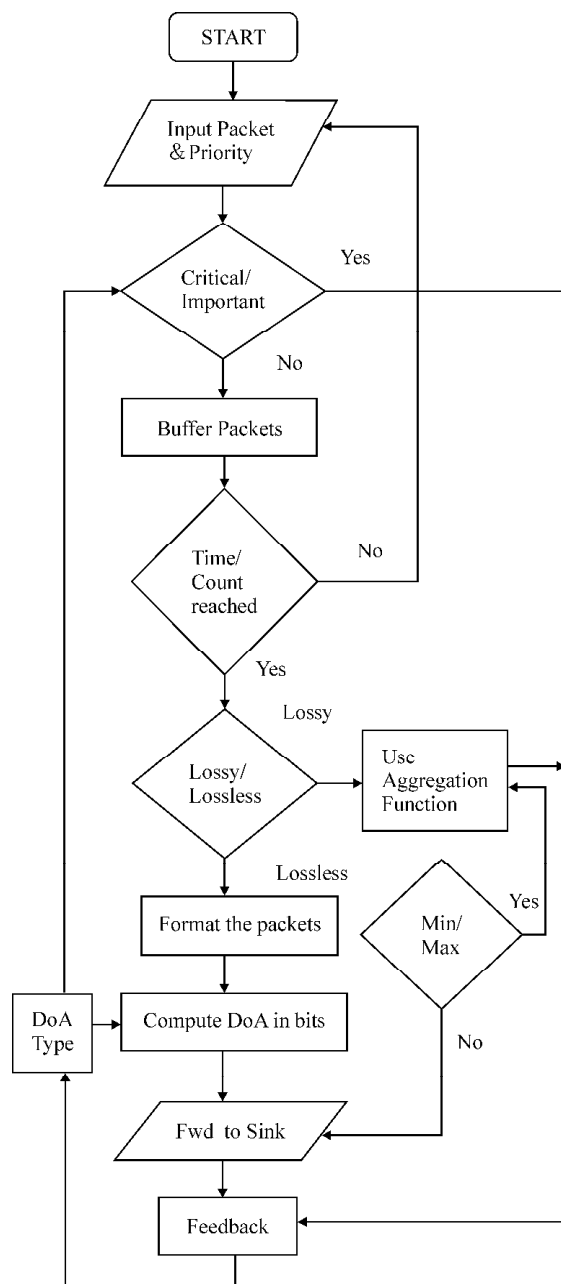 START
Input Packet
& Priority
Critical/
Important
Yes
No
Buffer Packets
Time/
Count
reached
No
Yes
Lossy
Lossy/
Lossless
Usc
Aggregation
Function
Lossless
Format the packets
Min/
Max
Yes
DoA
Type
Compute DoA in bits
No
Fwd to Sink
Feedback